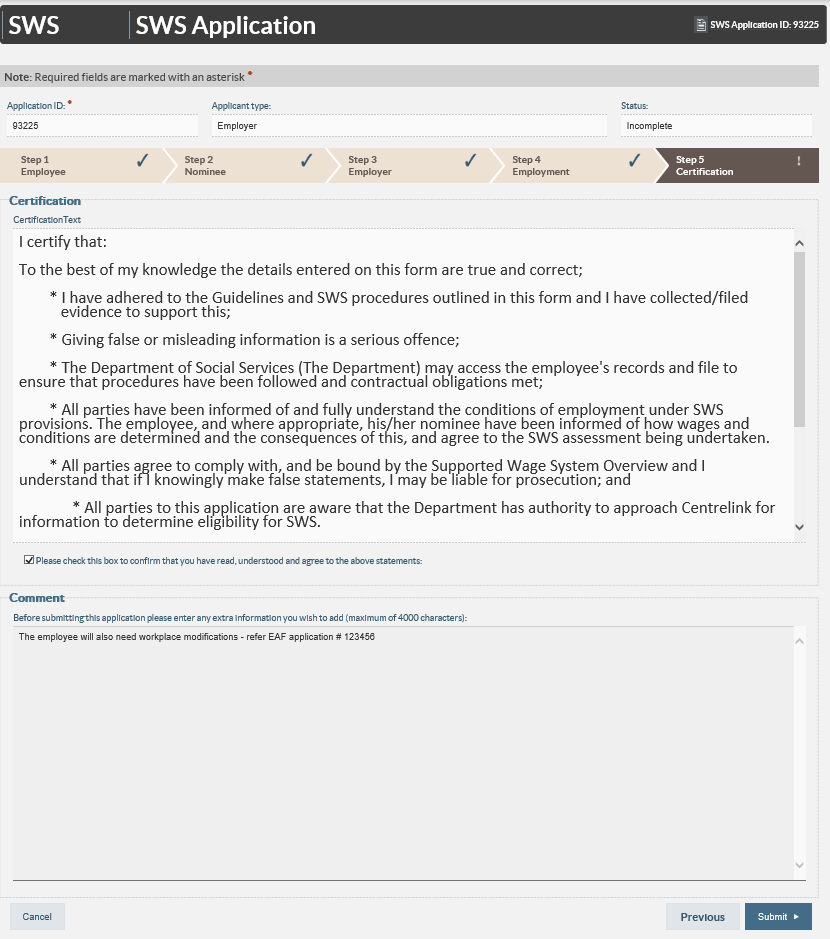 SWS
SWS Application
SWS Application ID: 93225
Note: Required fields are marked with an asterisk *
Application ID: *
Applicant type:
Status:
93225
Employer
Incomplete
Step 1
Employee
Step 2
Nominee
Step 3
Employer
Step 4
Employment
Step 5
Certification
!
Certification
CertificationText
I certify that:
To the best of my knowledge the details entered on this form are true and correct;
* I have adhered to the Guidelines and SWS procedures outlined in this form and I have collected/filed
evidence to support this;
* Giving false or misleading information is a serious offence;
* The Department of Social Services (The Department) may access the employee's records and file to
ensure that procedures have been followed and contractual obligations met;
* All parties have been informed of and fully understand the conditions of employment under SWS
provisions. The employee, and where appropriate, his/her nominee have been informed of how wages and
conditions are determined and the consequences of this, and agree to the SWS assessment being undertaken.
* All parties agree to comply with, and be bound by the Supported Wage System Overview and I
understand that if I knowingly make false statements, I may be liable for prosecution; and
* All parties to this application are aware that the Department has authority to approach Centrelink for
information to determine eligibility for SWS.
Please check this box to confirm that you have read, understood and agree to the above statements:
Comment
Before submitting this application please enter any extra information you wish to add (maximum of 4000 characters):
The employee will also need workplace modifications - refer EAF application # 123456
Cancel
Previous
Submit